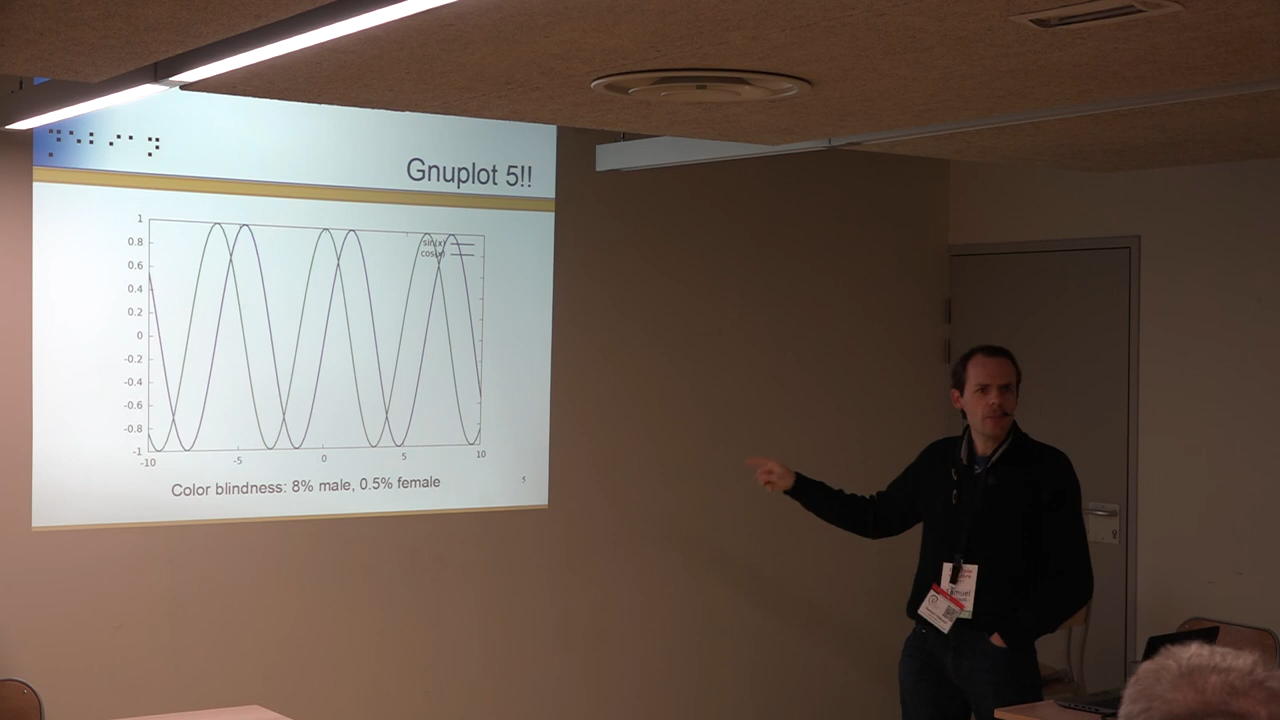 Gnuplot 5!!
1
0.8
0.6
0.4
0.2
0
-0.2
-0.4
-0.6
-0.8
-1
-10 -5 0 5 10
sin(x)
cos(x)
Color blindness: 8% male, 0.5% female
5